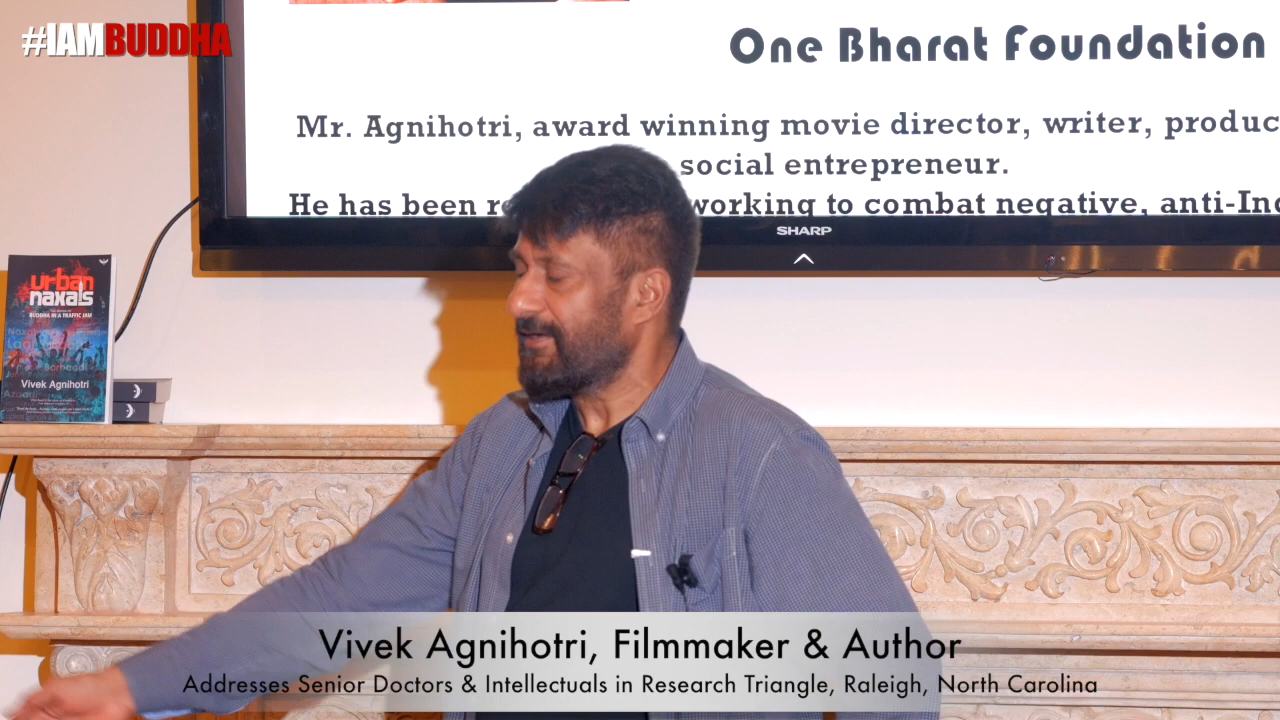 #IAMBUDDHA
One Bharat Foundation
Mr. Agnihotri, award winning movie director, writer, produc
social entrepreneur.
He has been re working to combat negative, anti-Ind
SHARP
urban
naxals
BUDDHA IN A TRAFFIC JAM
Vivek Agnihotri
Vivek Agnihotri, Filmmaker & Author
Addresses Senior Doctors & Intellectuals in Research Triangle, Raleigh, North Carolina